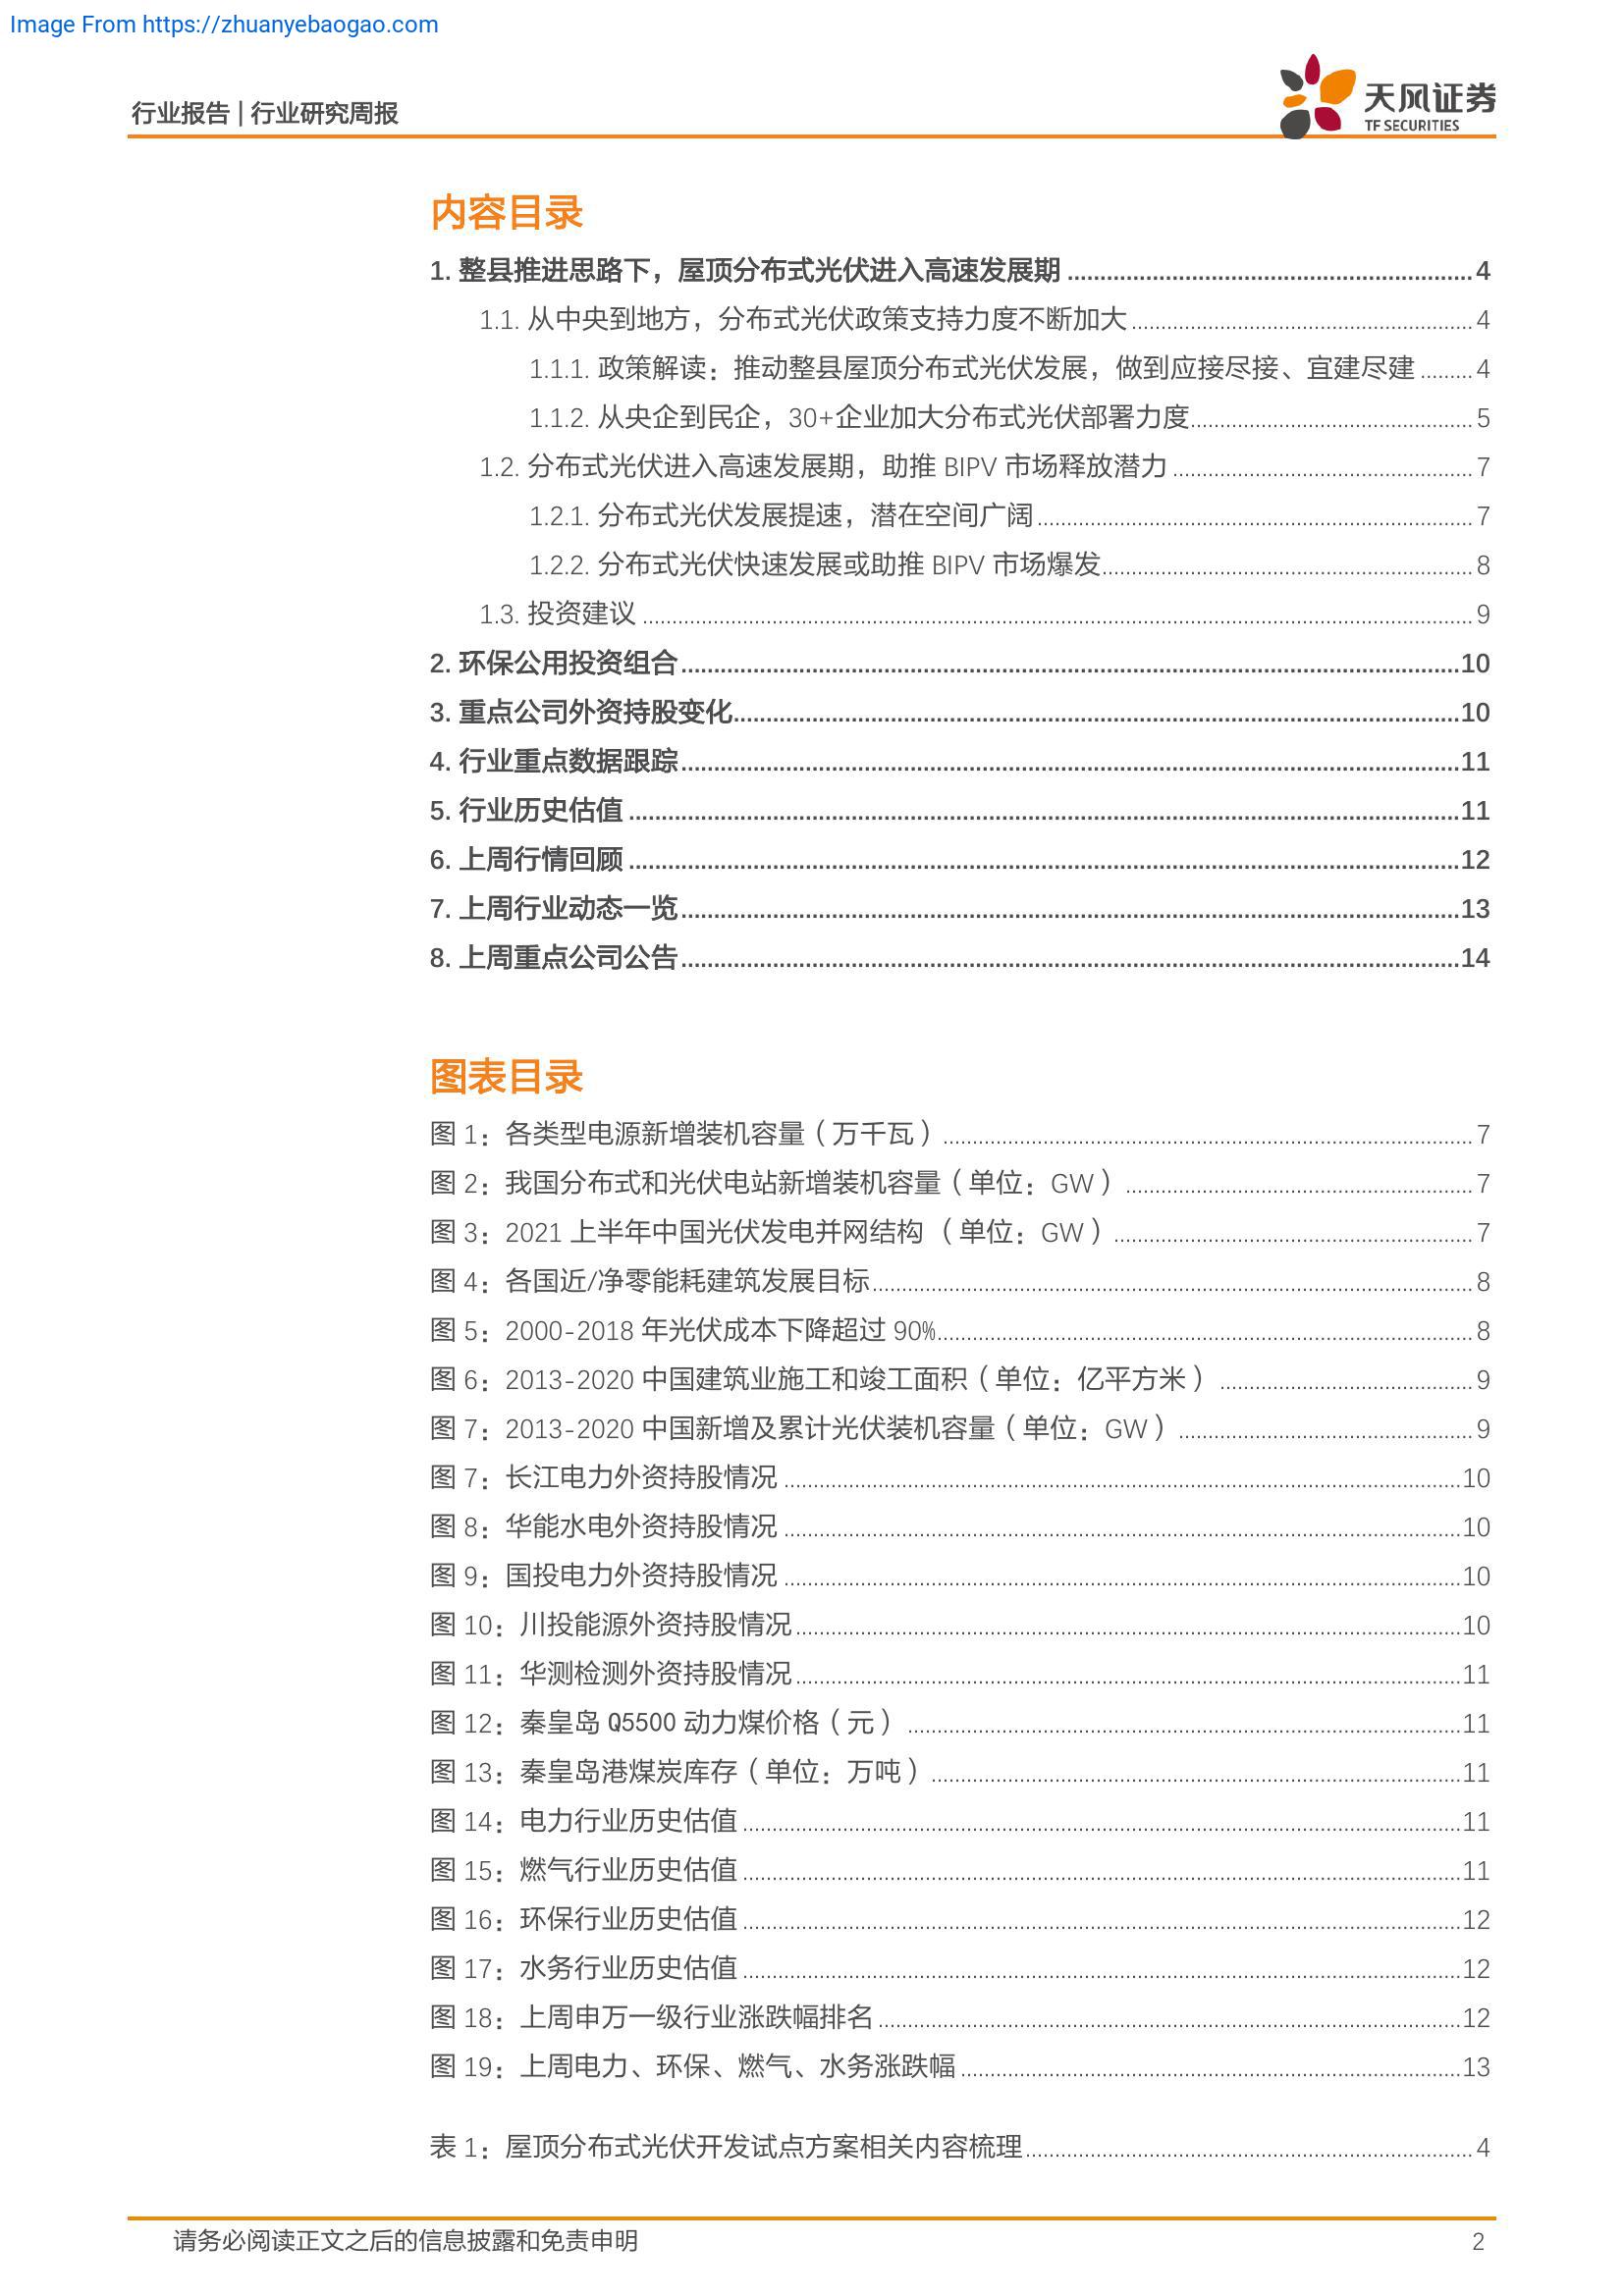 Image From https://zhuanyebaogao.com
行业报告 | 行业研究周报
天风证券
TF SECURITIES
内容目录
1. 整县推进思路下，屋顶分布式光伏进入高速发展期 ........ 4
1.1. 从中央到地方，分布式光伏政策支持力度不断加大 ........ 4
1.1.1. 政策解读：推动整县屋顶分布式光伏发展，做到应接尽接、宜建尽建 ........ 4
1.1.2. 从央企到民企，30+企业加大分布式光伏部署力度 ........ 5
1.2. 分布式光伏进入高速发展期，助推 BIPV 市场释放潜力 ........ 7
1.2.1. 分布式光伏发展提速，潜在空间广阔 ........ 7
1.2.2. 分布式光伏快速发展或助推 BIPV 市场爆发 ........ 8
1.3. 投资建议 ........ 9
2. 环保公用投资组合 ........ 10
3. 重点公司外资持股变化 ........ 10
4. 行业重点数据跟踪 ........ 11
5. 行业历史估值 ........ 11
6. 上周行情回顾 ........ 12
7. 上周行业动态一览 ........ 13
8. 上周重点公司公告 ........ 14
图表目录
图 1：各类型电源新增装机容量（万千瓦） ........ 7
图 2：我国分布式和光伏电站新增装机容量（单位：GW） ........ 7
图 3：2021 上半年中国光伏发电并网结构 （单位：GW） ........ 7
图 4：各国近/净零能耗建筑发展目标 ........ 8
图 5：2000-2018 年光伏成本下降超过 90% ........ 8
图 6：2013-2020 中国建筑业施工和竣工面积（单位：亿平方米） ........ 9
图 7：2013-2020 中国新增及累计光伏装机容量（单位：GW） ........ 9
图 7：长江电力外资持股情况 ........ 10
图 8：华能水电外资持股情况 ........ 10
图 9：国投电力外资持股情况 ........ 10
图 10：川投能源外资持股情况 ........ 10
图 11：华测检测外资持股情况 ........ 11
图 12：秦皇岛 Q5500 动力煤价格（元） ........ 11
图 13：秦皇岛港煤炭库存（单位：万吨） ........ 11
图 14：电力行业历史估值 ........ 11
图 15：燃气行业历史估值 ........ 11
图 16：环保行业历史估值 ........ 12
图 17：水务行业历史估值 ........ 12
图 18：上周申万一级行业涨跌幅排名 ........ 12
图 19：上周电力、环保、燃气、水务涨跌幅 ........ 13
表 1：屋顶分布式光伏开发试点方案相关内容梳理 ........ 4
请务必阅读正文之后的信息披露和免责申明 2